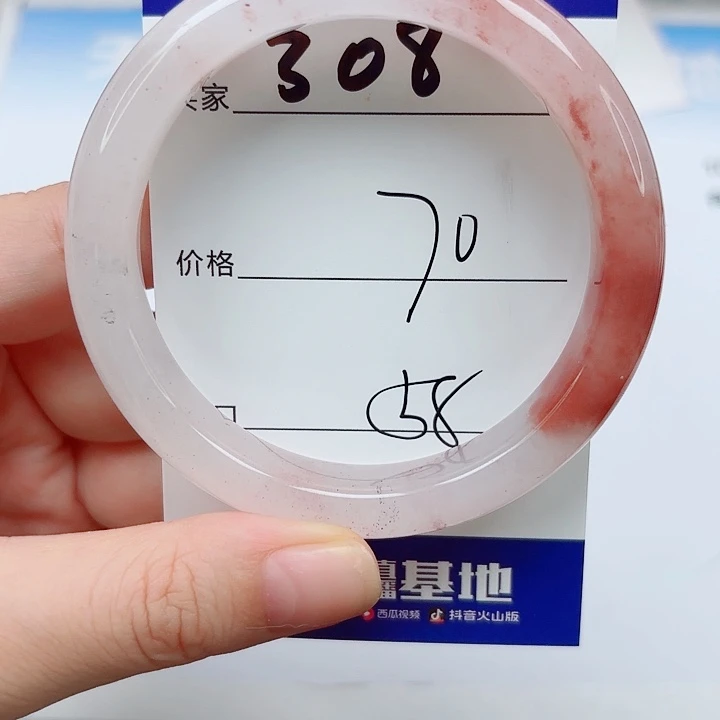 家 308
价格 70
58
基地
西瓜视频 抖音火山版